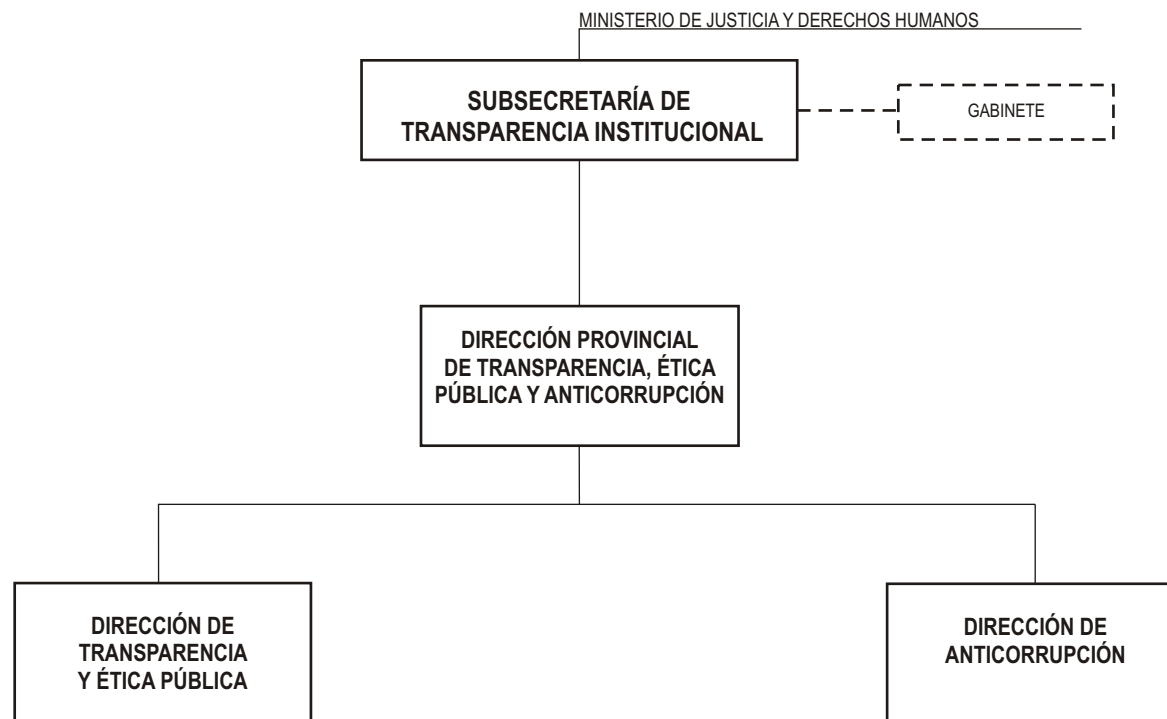 MINISTERIO DE JUSTICIA Y DERECHOS HUMANOS
SUBSECRETARÍA DE
TRANSPARENCIA INSTITUCIONAL
GABINETE
DIRECCIÓN PROVINCIAL
DE TRANSPARENCIA, ÉTICA
PÚBLICA Y ANTICORRUPCIÓN
DIRECCIÓN DE
TRANSPARENCIA
Y ÉTICA PÚBLICA
DIRECCIÓN DE
ANTICORRUPCIÓN